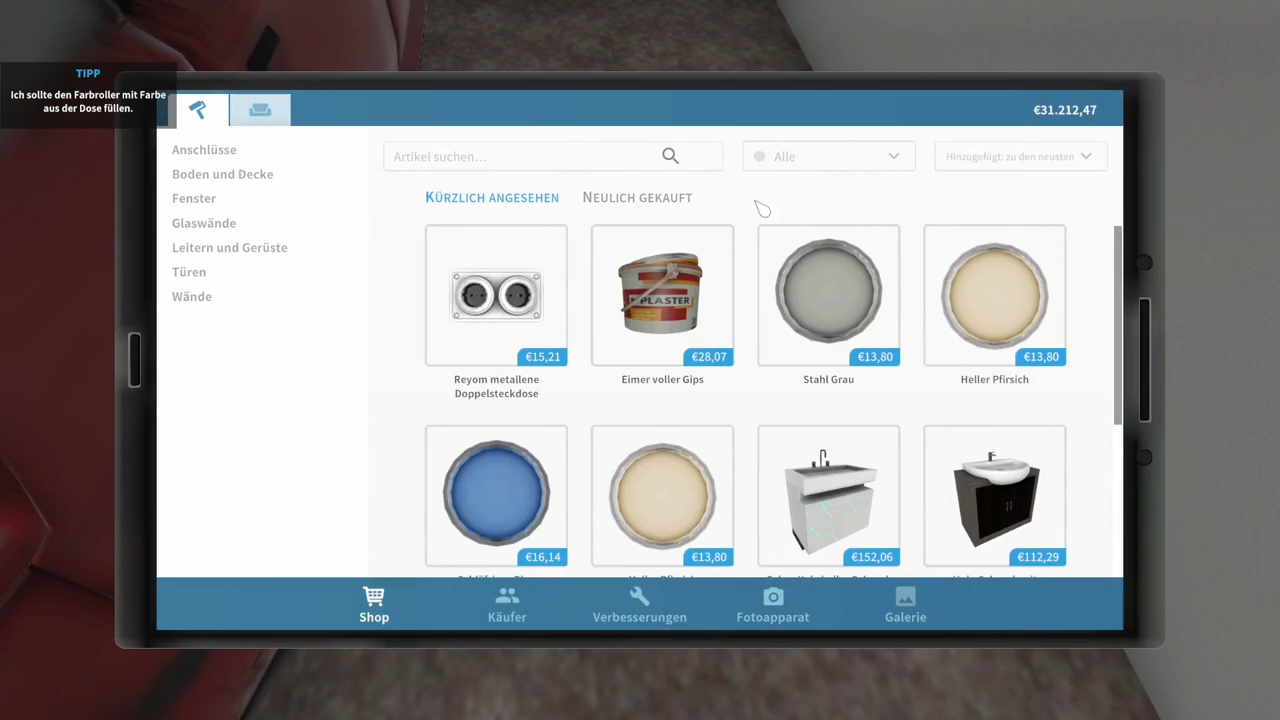 TIPP
Ich sollte den Farbroller mit Farbe
aus der Dose füllen.
€31.212,47
Anschlüsse
Boden und Decke
Fenster
Glaswände
Leitern und Gerüste
Türen
Wände
Artikel suchen...
Alle
Hinzugefügt: zu den neusten
KÜRZLICH ANGESEHEN
NEULICH GEKAUFT
PLASTER
€15,21
€28,07
€13,80
€13,80
Reyom metallene
Doppelsteckdose
Eimer voller Gips
Stahl Grau
Heller Pfirsich
€16,14
€13,80
€152,06
€112,29
Shop
Käufer
Verbesserungen
Fotoapparat
Galerie